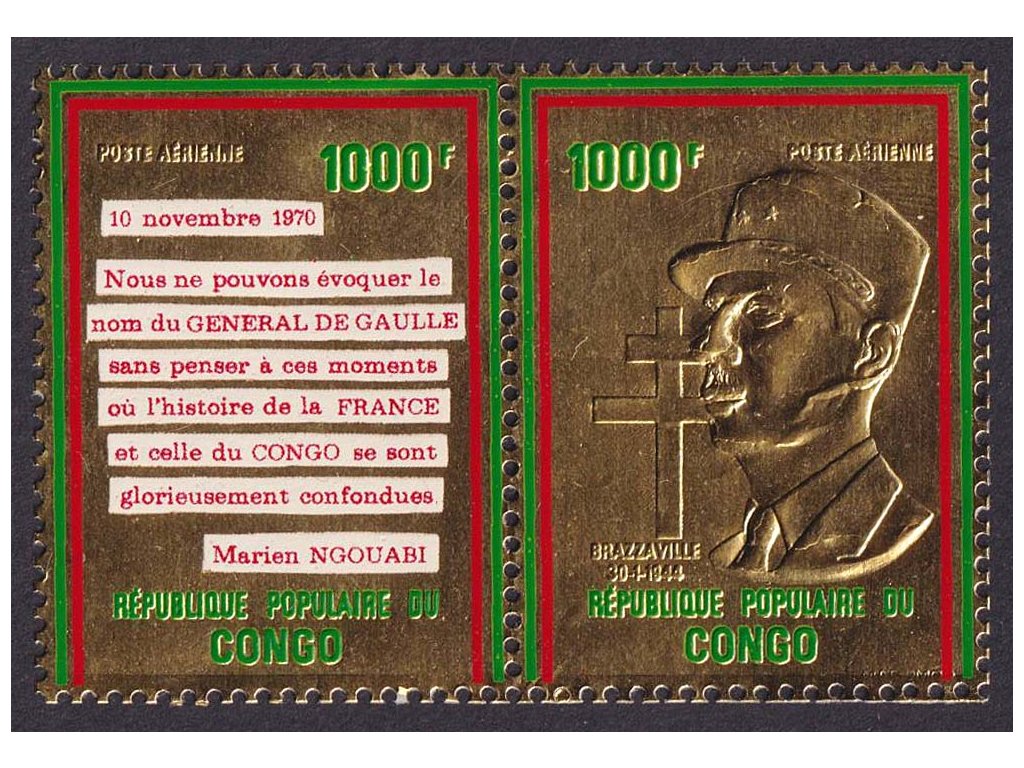 POSTE AÉRIENNE
1000 F
10 novembre 1970
Nous ne pouvons évoquer le
nom du GENERAL DE GAULLE
sans penser à ces moments
où l'histoire de la FRANCE
et celle du CONGO se sont
glorieusement confondues.
Marien NGOUABI
RÉPUBLIQUE POPULAIRE DU
CONGO
1000 F
POSTE AÉRIENNE
BRAZZAVILLE
30-1-1944
RÉPUBLIQUE POPULAIRE DU
CONGO